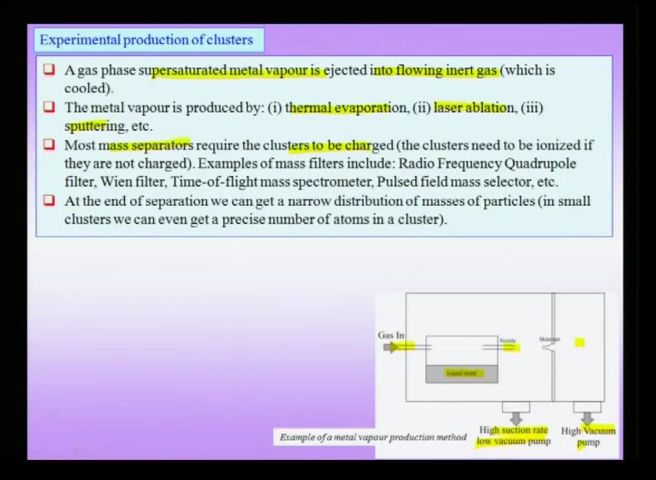 Experimental production of clusters
A gas phase supersaturated metal vapour is ejected into flowing inert gas (which is
cooled).
The metal vapour is produced by: (i) thermal evaporation, (ii) laser ablation, (iii)
sputtering, etc.
Most mass separators require the clusters to be charged (the clusters need to be ionized if
they are not charged). Examples of mass filters include: Radio Frequency Quadrupole
filter, Wien filter, Time-of-flight mass spectrometer, Pulsed field mass selector, etc.
At the end of separation we can get a narrow distribution of masses of particles (in small
clusters we can even get a precise number of atoms in a cluster).
Gas In
Nozzle
Skimmer
Liquid metal
High suction rate
low vacuum pump
High Vacuum
pump
Example of a metal vapour production method